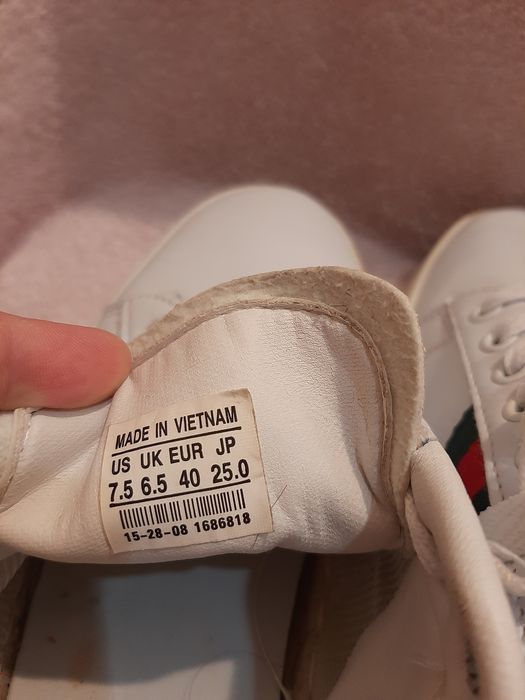 MADE IN VIETNAM
US UK EUR JP
7.5 6.5 40 25.0
15-28-08 1686818